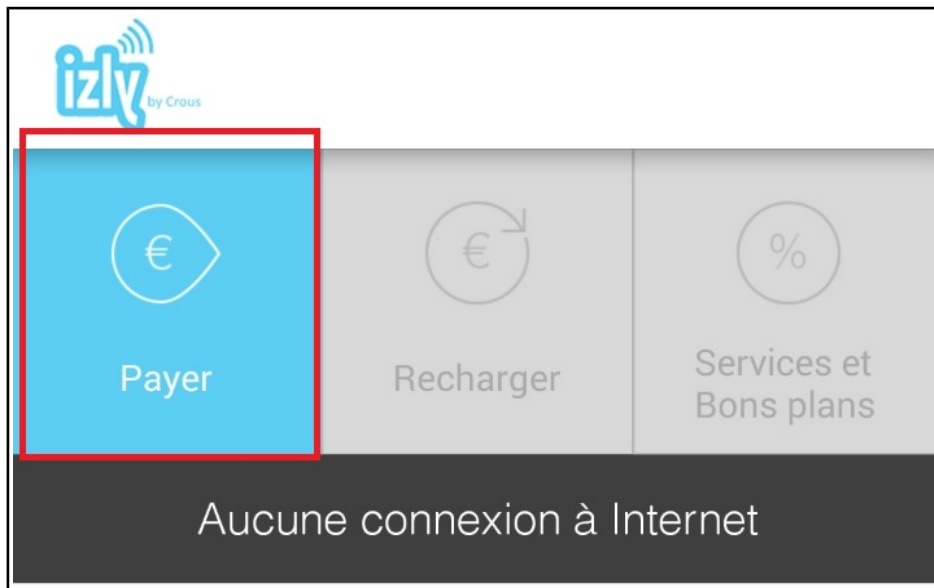 izly
by Crous
€
€
%
Payer
Recharger
Services et
Bons plans
Aucune connexion à Internet